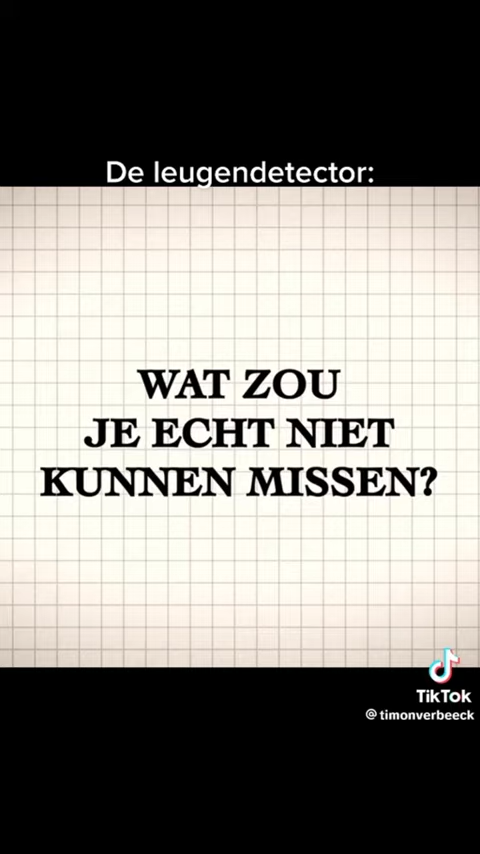 De leugendetector:
WAT ZOU
JE ECHT NIET
KUNNEN MISSEN?
TikTok
@timonverbeeck